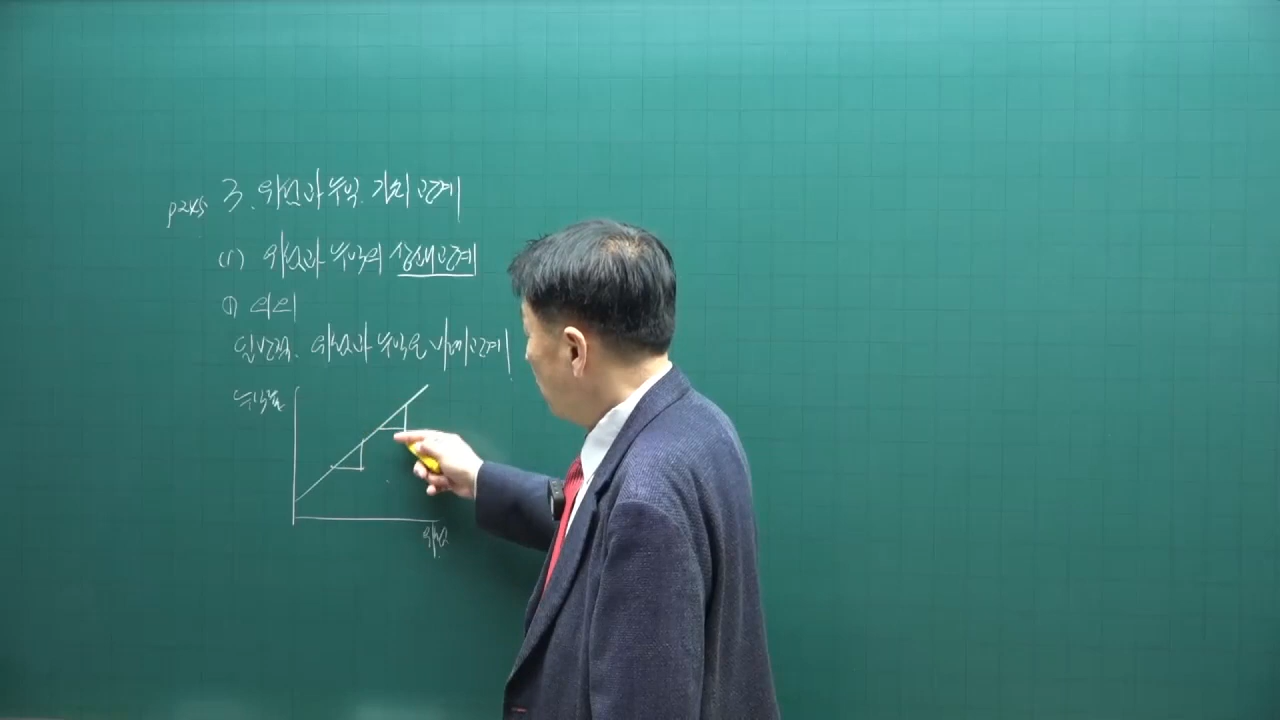 p245 3. 위험과 수익. 가치 관계
(1) 위험과 수익의 상쇄관계
① 의의
일반적. 위험과 수익은 비례관계
수익률
위험